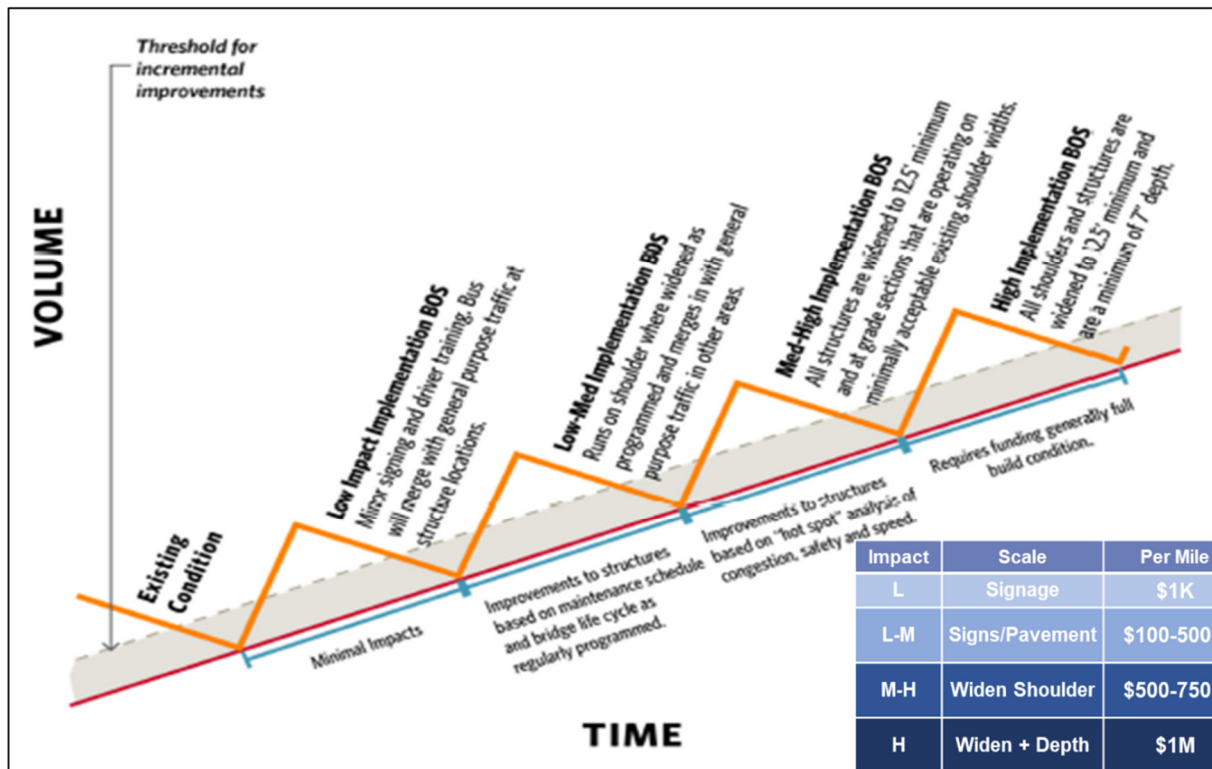 Threshold for
incremental
improvements
VOLUME
Existing
Condition
Low Impact Implementation BOS
Minor signing and driver training. Bus
will merge with general purpose traffic at
structure locations.
Low-Med Implementation BOS
Runs on shoulder where widened as
programmed and merges in with general
purpose traffic in other areas.
Med-High Implementation BOS
All structures are widened to 12.5' minimum
and at grade sections that are operating on
minimally acceptable existing shoulder widths.
High Implementation BOS
All shoulders and structures are
widened to 12.5' minimum and
are a minimum of 7" depth.
Minimal Impacts
Improvements to structures
based on maintenance schedule
and bridge life cycle as
regularly programmed.
Improvements to structures
based on "hot spot" analysis of
congestion, safety and speed.
Requires funding generally full
build condition.
TIME
Impact Scale Per Mile
L Signage $1K
L-M Signs/Pavement $100-500
M-H Widen Shoulder $500-750
H Widen + Depth $1M